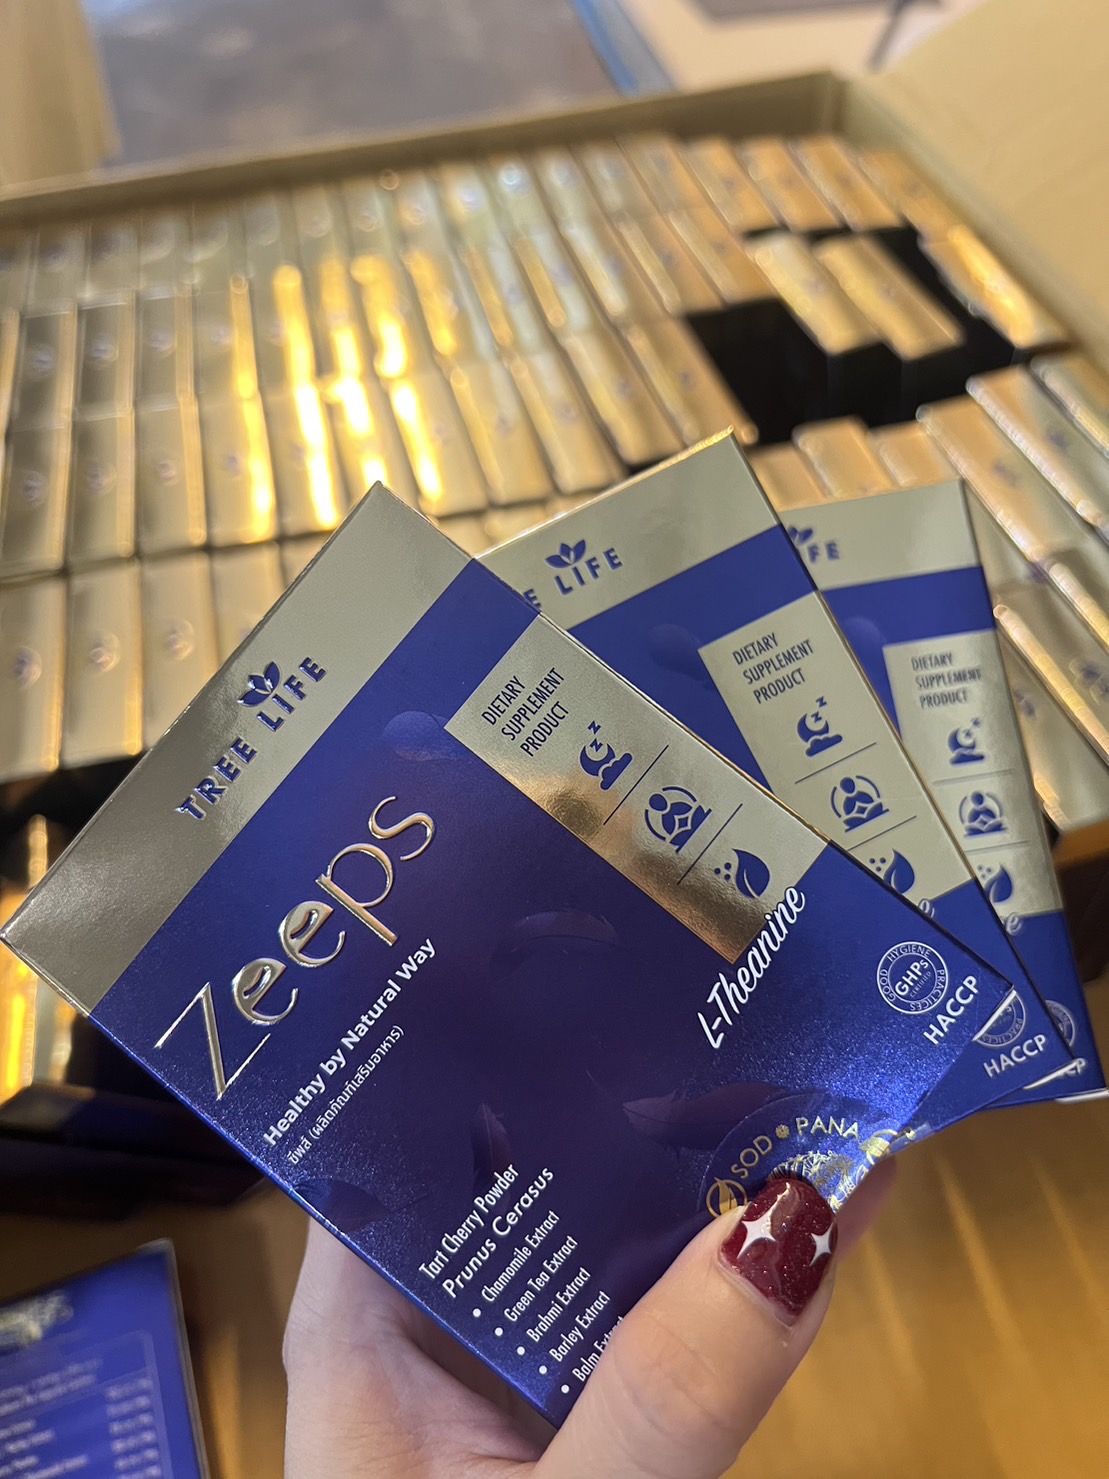 TREE LIFE
DIETARY
SUPPLEMENT
PRODUCT
Zeeps
Healthy by Natural Way
ซีพส์ (ผลิตภัณฑ์เสริมอาหาร)
L-Theanine
GOOD HYGIENE PRACTICES
GHPs
CERTIFIED
HACCP
Tart Cherry Powder
Prunus Cerasus
• Chamomile Extract
• Green Tea Extract
• Brahmi Extract
• Barley Extract
• Balm
SOD PANA
LIFE
DIETARY
SUPPLEMENT
PRODUCT
HACCP
LIFE
DIETARY
SUPPLEMENT
PRODUCT